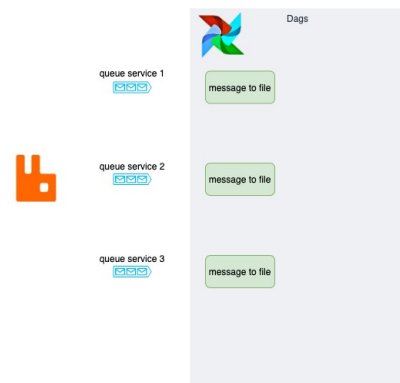 Dags
queue service 1
message to file
queue service 2
message to file
queue service 3
message to file